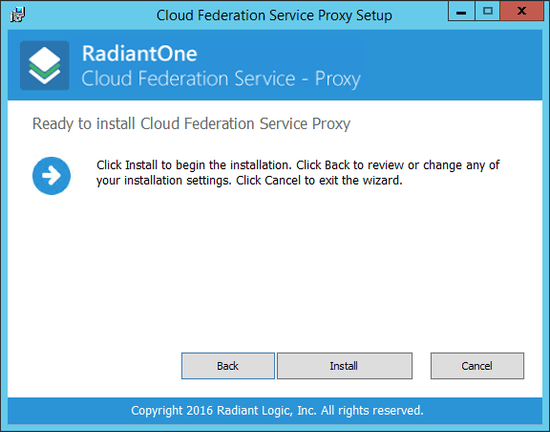 Cloud Federation Service Proxy Setup
RadiantOne
Cloud Federation Service - Proxy
Ready to install Cloud Federation Service Proxy
Click Install to begin the installation. Click Back to review or change any of
your installation settings. Click Cancel to exit the wizard.
Back Install Cancel
Copyright 2016 Radiant Logic, Inc. All rights reserved.